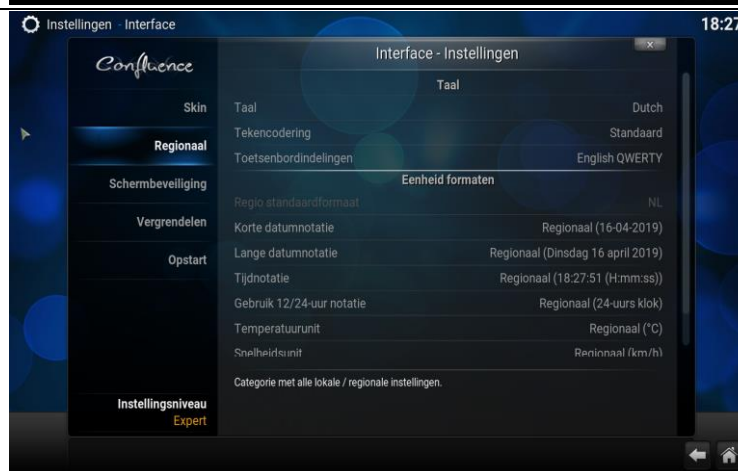 Instellingen - Interface
18:27
Confluence
Interface - Instellingen
x
Skin
Regionaal
Schermbeveiliging
Vergrendelen
Opstart
Instellingsniveau
Expert
Taal
Taal Dutch
Tekencodering Standaard
Toetsenbordindelingen English QWERTY
Eenheid formaten
Regio standaardformaat NL
Korte datumnotatie Regionaal (16-04-2019)
Lange datumnotatie Regionaal (Dinsdag 16 april 2019)
Tijdnotatie Regionaal (18:27:51 (H:mm:ss))
Gebruik 12/24-uur notatie Regionaal (24-uurs klok)
Temperatuurunit Regionaal (°C)
Snelheidsunit Regionaal (km/h)
Categorie met alle lokale / regionale instellingen.